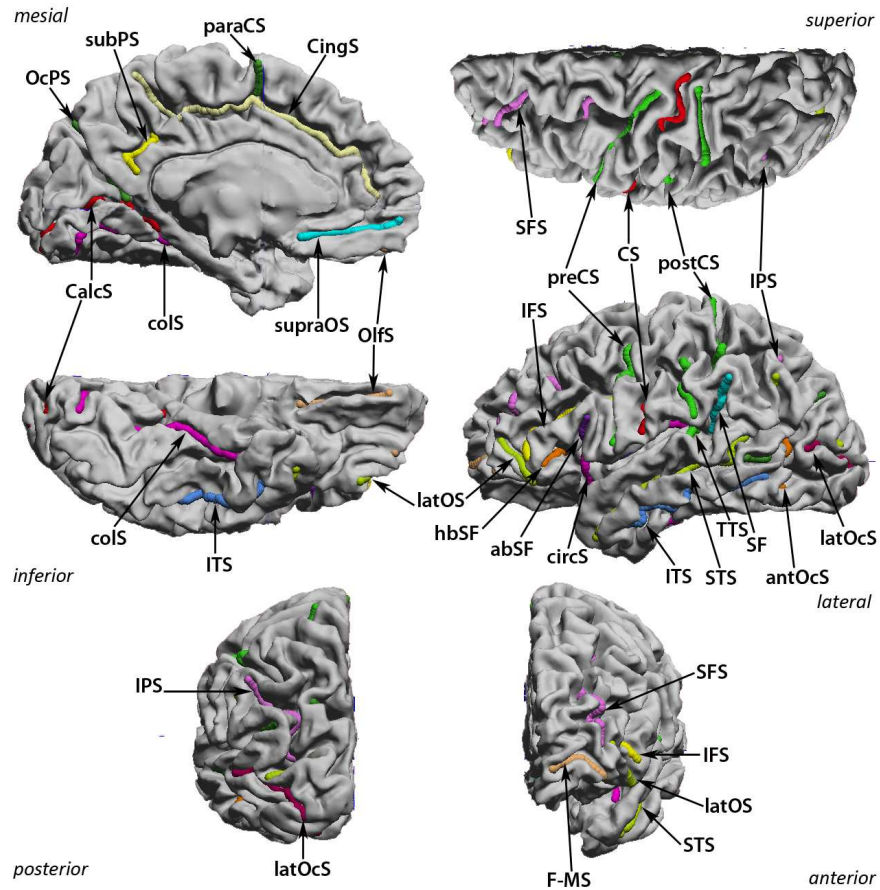 mesial
paraCS
superior
subPS
CingS
OcPS
SFS
CS
postCS
preCS
IPS
CalcS
colS
supraOS
OlfS
IFS
latOS
hbSF
abSF
circS
TTS
SF
latOcS
colS
ITS
ITS
STS
antOcS
inferior
lateral
IPS
SFS
IFS
latOS
STS
latOcS
F-MS
posterior
anterior